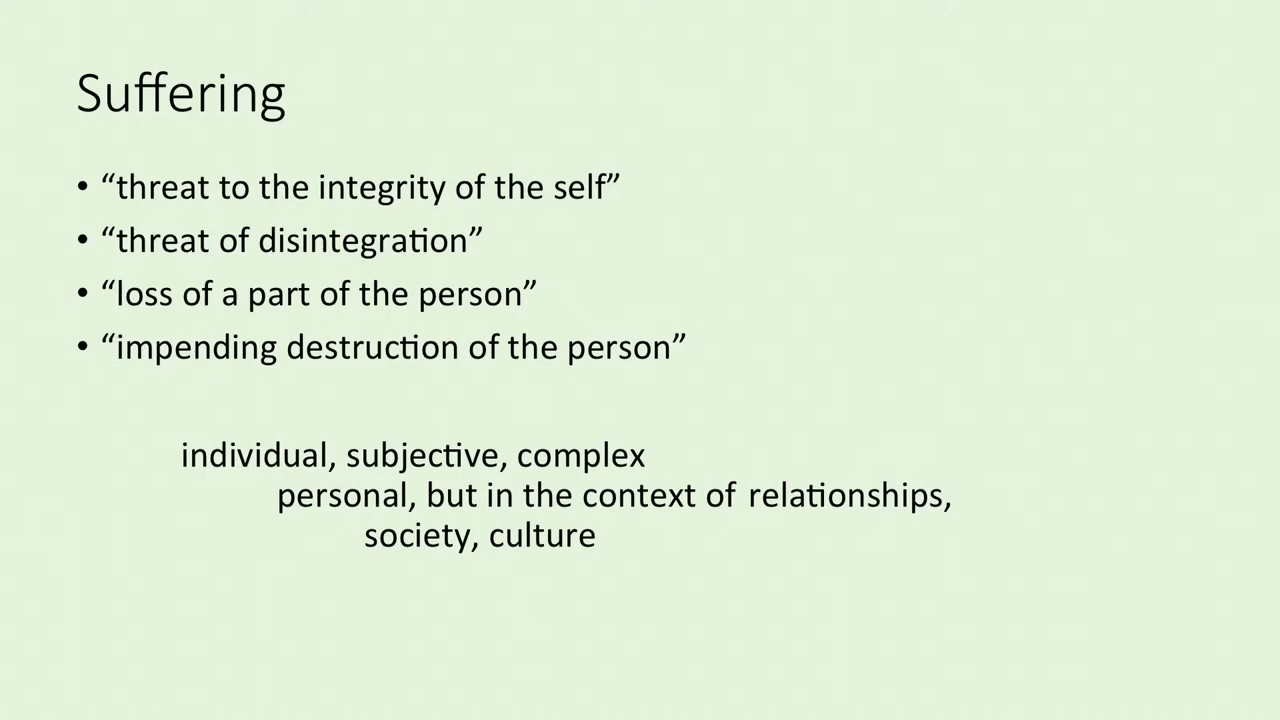 Suffering
• “threat to the integrity of the self”
• “threat of disintegration”
• “loss of a part of the person”
• “impending destruction of the person”
individual, subjective, complex
personal, but in the context of relationships,
society, culture